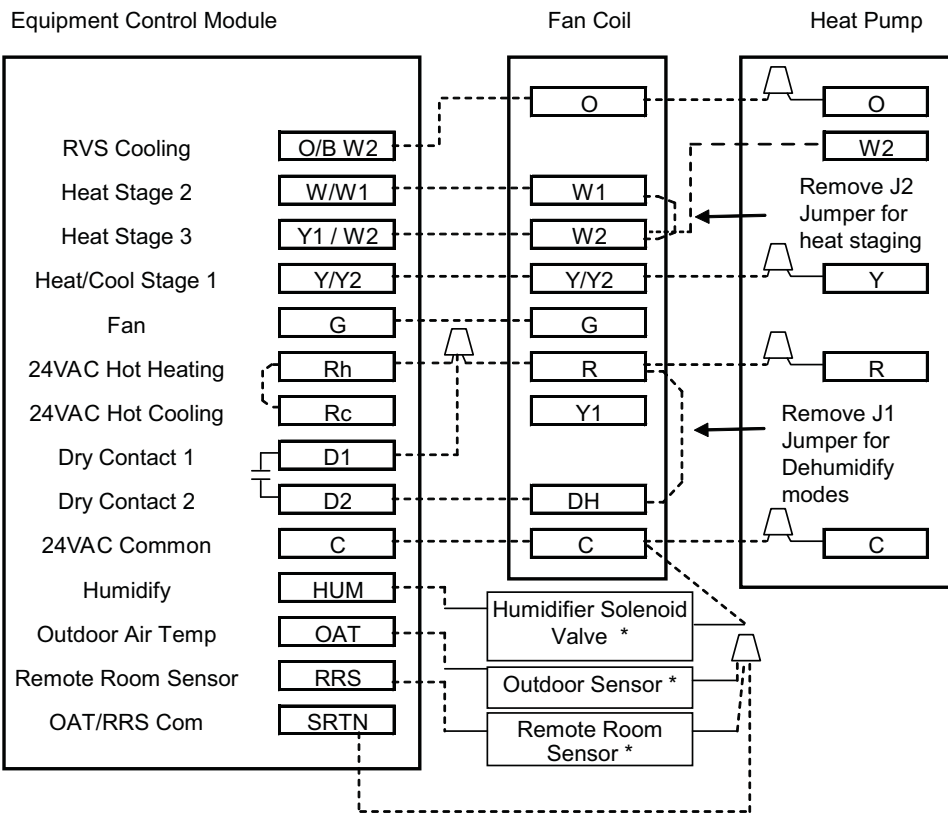 Equipment Control Module
Fan Coil
Heat Pump
O
O
RVS Cooling
O/B W2
W2
Heat Stage 2
W/W1
W1
Remove J2
Jumper for
heat staging
Heat Stage 3
Y1 / W2
W2
Heat/Cool Stage 1
Y/Y2
Y/Y2
Y
Fan
G
G
24VAC Hot Heating
Rh
R
R
24VAC Hot Cooling
Rc
Y1
Remove J1
Jumper for
Dehumidify
modes
Dry Contact 1
D1
Dry Contact 2
D2
DH
24VAC Common
C
C
C
Humidify
HUM
Humidifier Solenoid
Valve *
Outdoor Air Temp
OAT
Outdoor Sensor *
Remote Room Sensor
RRS
Remote Room
Sensor *
OAT/RRS Com
SRTN